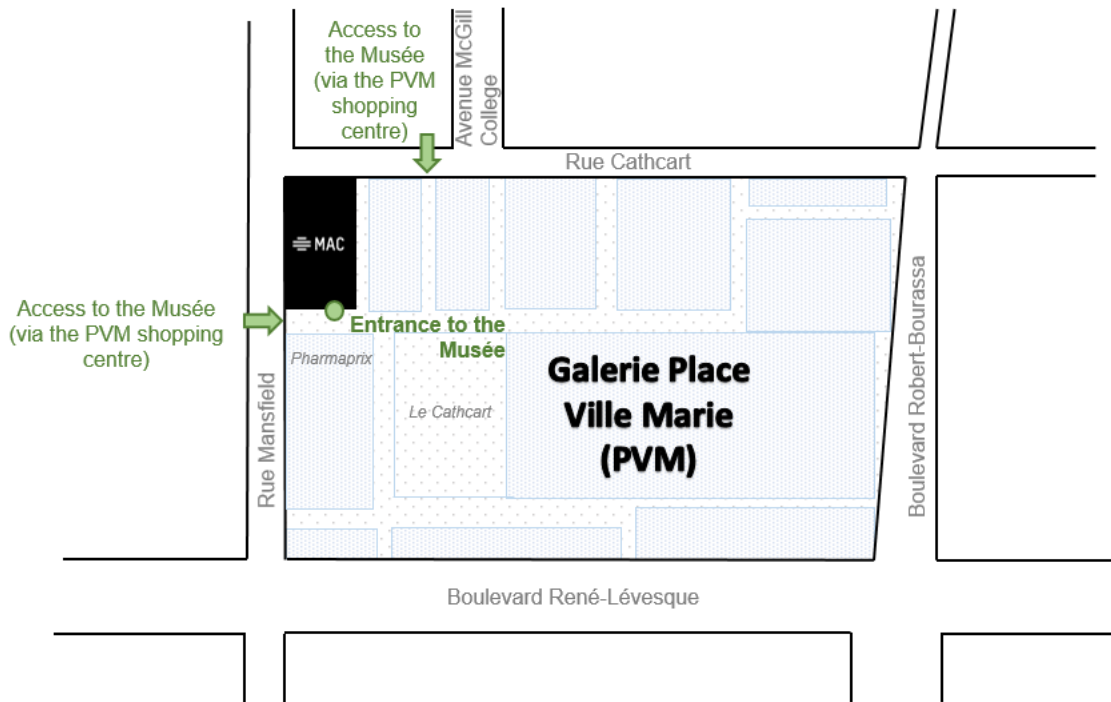 Access to
the Musée
(via the PVM
shopping
centre)
Avenue McGill
College
Rue Cathcart
MAC
Access to the Musée
(via the PVM shopping
centre)
Entrance to the
Musée
Pharmaprix
Le Cathcart
Galerie Place
Ville Marie
(PVM)
Rue Mansfield
Boulevard Robert-Bourassa
Boulevard René-Lévesque